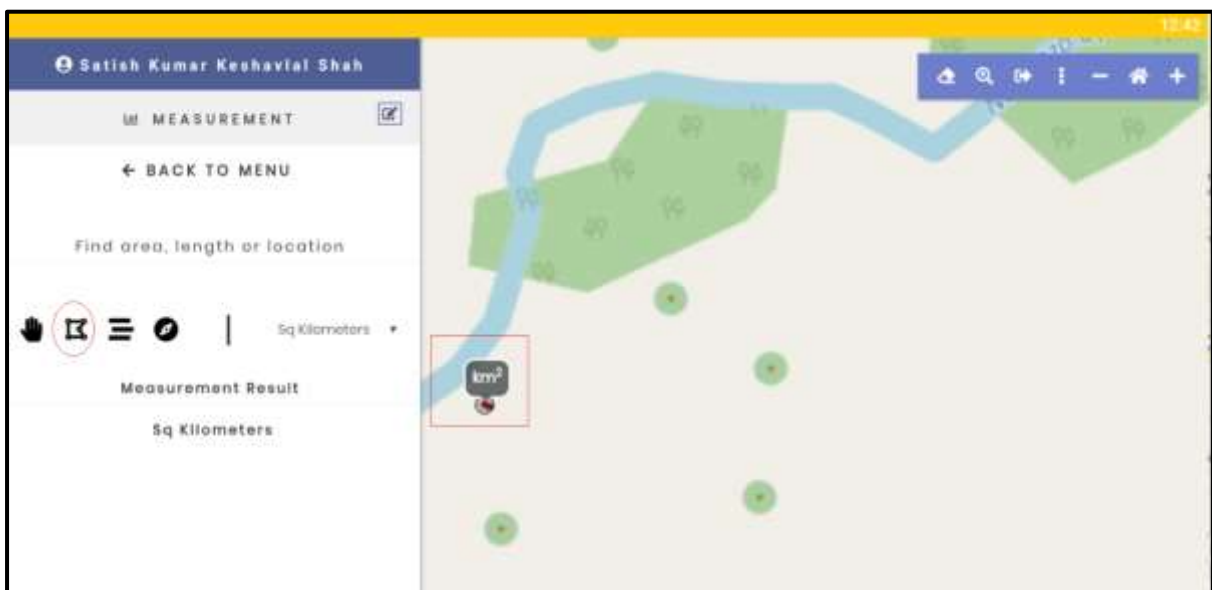 12:42
Satish Kumar Keshavlal Shah
MEASUREMENT
BACK TO MENU
Find area, length or location
Sq Kilometers
Measurement Result
Sq Kilometers
km²